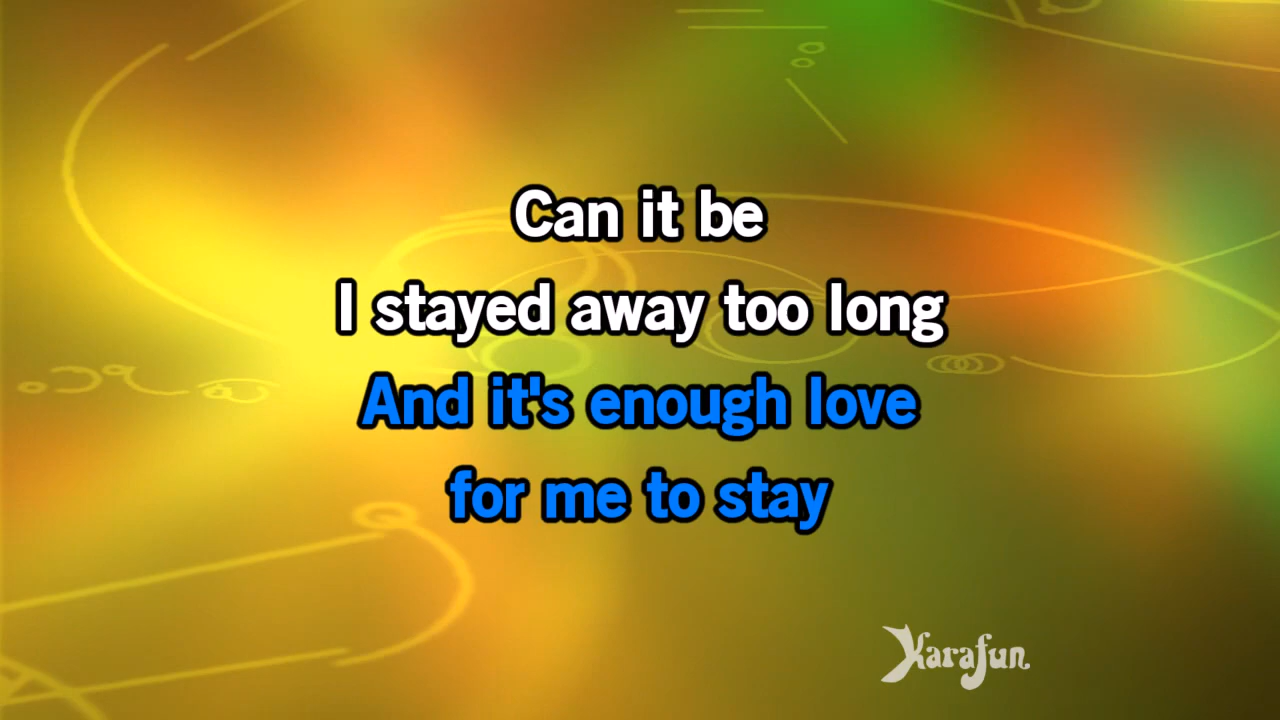 Can it be
I stayed away too long
And it's enough love
for me to stay
Karafun